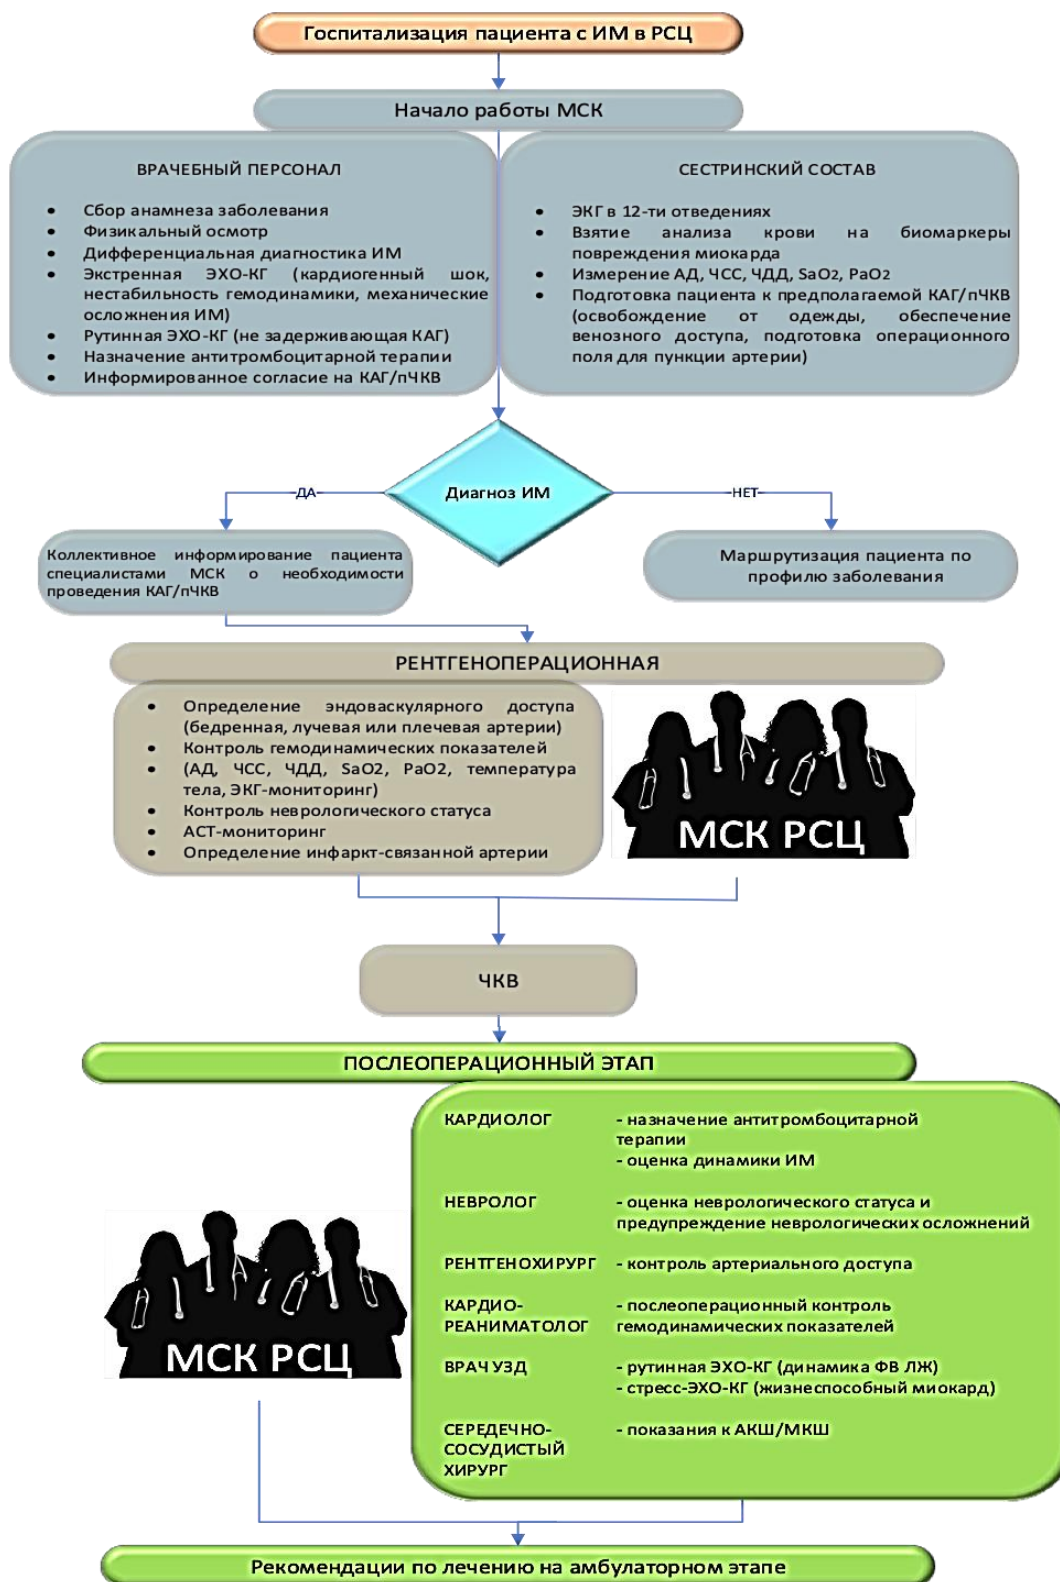 Госпитализация пациента с ИМ в РСЦ
Начало работы МСК
ВРАЧЕБНЫЙ ПЕРСОНАЛ
• Сбор анамнеза заболевания
• Физикальный осмотр
• Дифференциальная диагностика ИМ
• Экстренная ЭХО-КГ (кардиогенный шок,
нестабильность гемодинамики, механические
осложнения ИМ)
• Рутинная ЭХО-КГ (не задерживающая КАГ)
• Назначение антитромбоцитарной терапии
• Информированное согласие на КАГ/пЧКВ
СЕСТРИНСКИЙ СОСТАВ
• ЭКГ в 12-ти отведениях
• Взятие анализа крови на биомаркеры
повреждения миокарда
• Измерение АД, ЧСС, ЧДД, SaO2, PaO2
• Подготовка пациента к предполагаемой КАГ/пЧКВ
(освобождение от одежды, обеспечение
венозного доступа, подготовка операционного
поля для пункции артерии)
Диагноз ИМ
ДА
НЕТ
Коллективное информирование пациента
специалистами МСК о необходимости
проведения КАГ/пЧКВ
Маршрутизация пациента по
профилю заболевания
РЕНТГЕНОПЕРАЦИОННАЯ
• Определение эндоваскулярного доступа
(бедренная, лучевая или плечевая артерии)
• Контроль гемодинамических показателей
• (АД, ЧСС, ЧДД, SaO2, PaO2, температура
тела, ЭКГ-мониторинг)
• Контроль неврологического статуса
• АСТ-мониторинг
• Определение инфаркт-связанной артерии
МСК РСЦ
ЧКВ
ПОСЛЕОПЕРАЦИОННЫЙ ЭТАП
КАРДИОЛОГ - назначение антитромбоцитарной
терапии
- оценка динамики ИМ
НЕВРОЛОГ - оценка неврологического статуса и
предупреждение неврологических осложнений
РЕНТГЕНОХИРУРГ - контроль артериального доступа
КАРДИО- - послеоперационный контроль
РЕАНИМАТОЛОГ гемодинамических показателей
ВРАЧ УЗД - рутинная ЭХО-КГ (динамика ФВ ЛЖ)
- стресс-ЭХО-КГ (жизнеспособный миокард)
СЕРЕДЕЧНО- - показания к АКШ/МКШ
СОСУДИСТЫЙ
ХИРУРГ
МСК РСЦ
Рекомендации по лечению на амбулаторном этапе